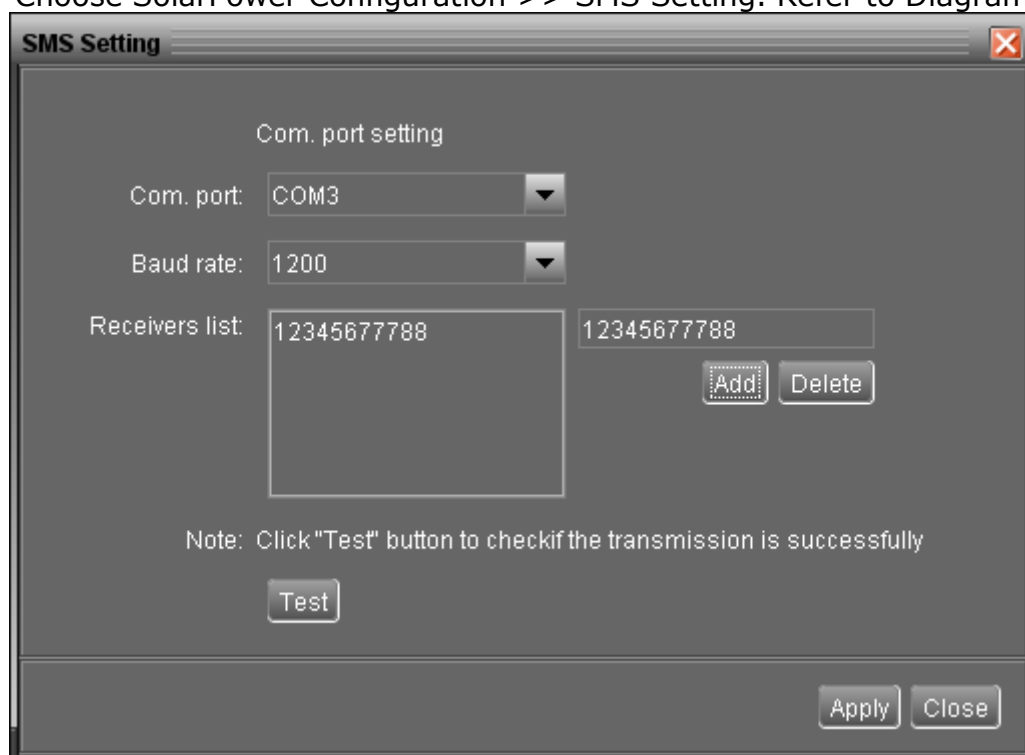 Choose SolarPower Configuration >> SMS Setting. Refer to Diagram
SMS Setting
Com. port setting
Com. port: COM3
Baud rate: 1200
Receivers list: 12345677788 12345677788
Add Delete
Note: Click "Test" button to checkif the transmission is successfully
Test
Apply Close